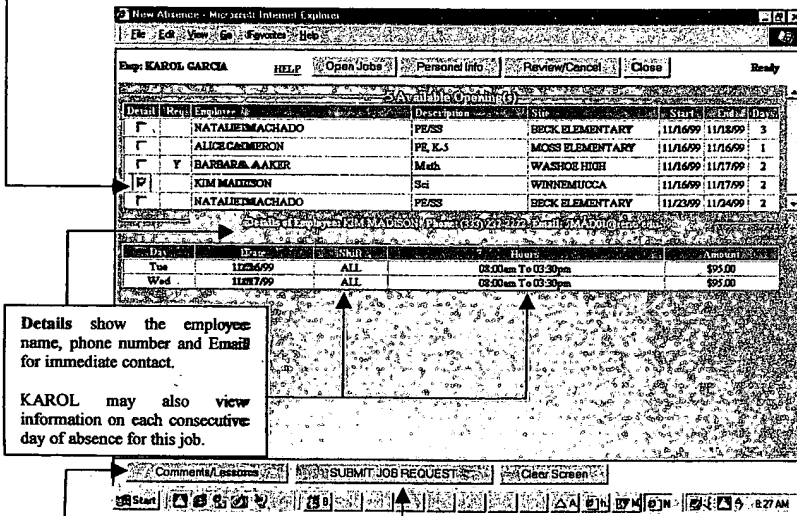 New Absence - Microsoft Internet Explorer
File Edit View Go Favorites Help
Emp: KAROL GARCIA HELP Open Jobs Personal Info Review/Cancel Close Ready
5 Available Opening(s)
Detail Req Employee Description Site Start End Days
NATALIE MACHADO PE/SS BECK ELEMENTARY 11/16/99 11/18/99 3
ALICE CAMERON PE, K-5 MOSS ELEMENTARY 11/16/99 11/16/99 1
Y BARBARA AAKER Math WASHOE HIGH 11/16/99 11/17/99 2
KIM MADISON Sci WINNEMUCCA 11/16/99 11/17/99 2
NATALIE MACHADO PE/SS BECK ELEMENTARY 11/23/99 11/24/99 2
Details of Employee: KIM MADISON, Phone: 222-2222, Email:
Day Date Shift Hours Amount
Tue 11/16/99 ALL 08:00am To 03:30pm $95.00
Wed 11/17/99 ALL 08:00am To 03:30pm $95.00
Details show the employee
name, phone number and Email
for immediate contact.
KAROL may also view
information on each consecutive
day of absence for this job.
Comments/Lessons SUBMIT JOB REQUEST Clear Screen
Start 8:27 AM